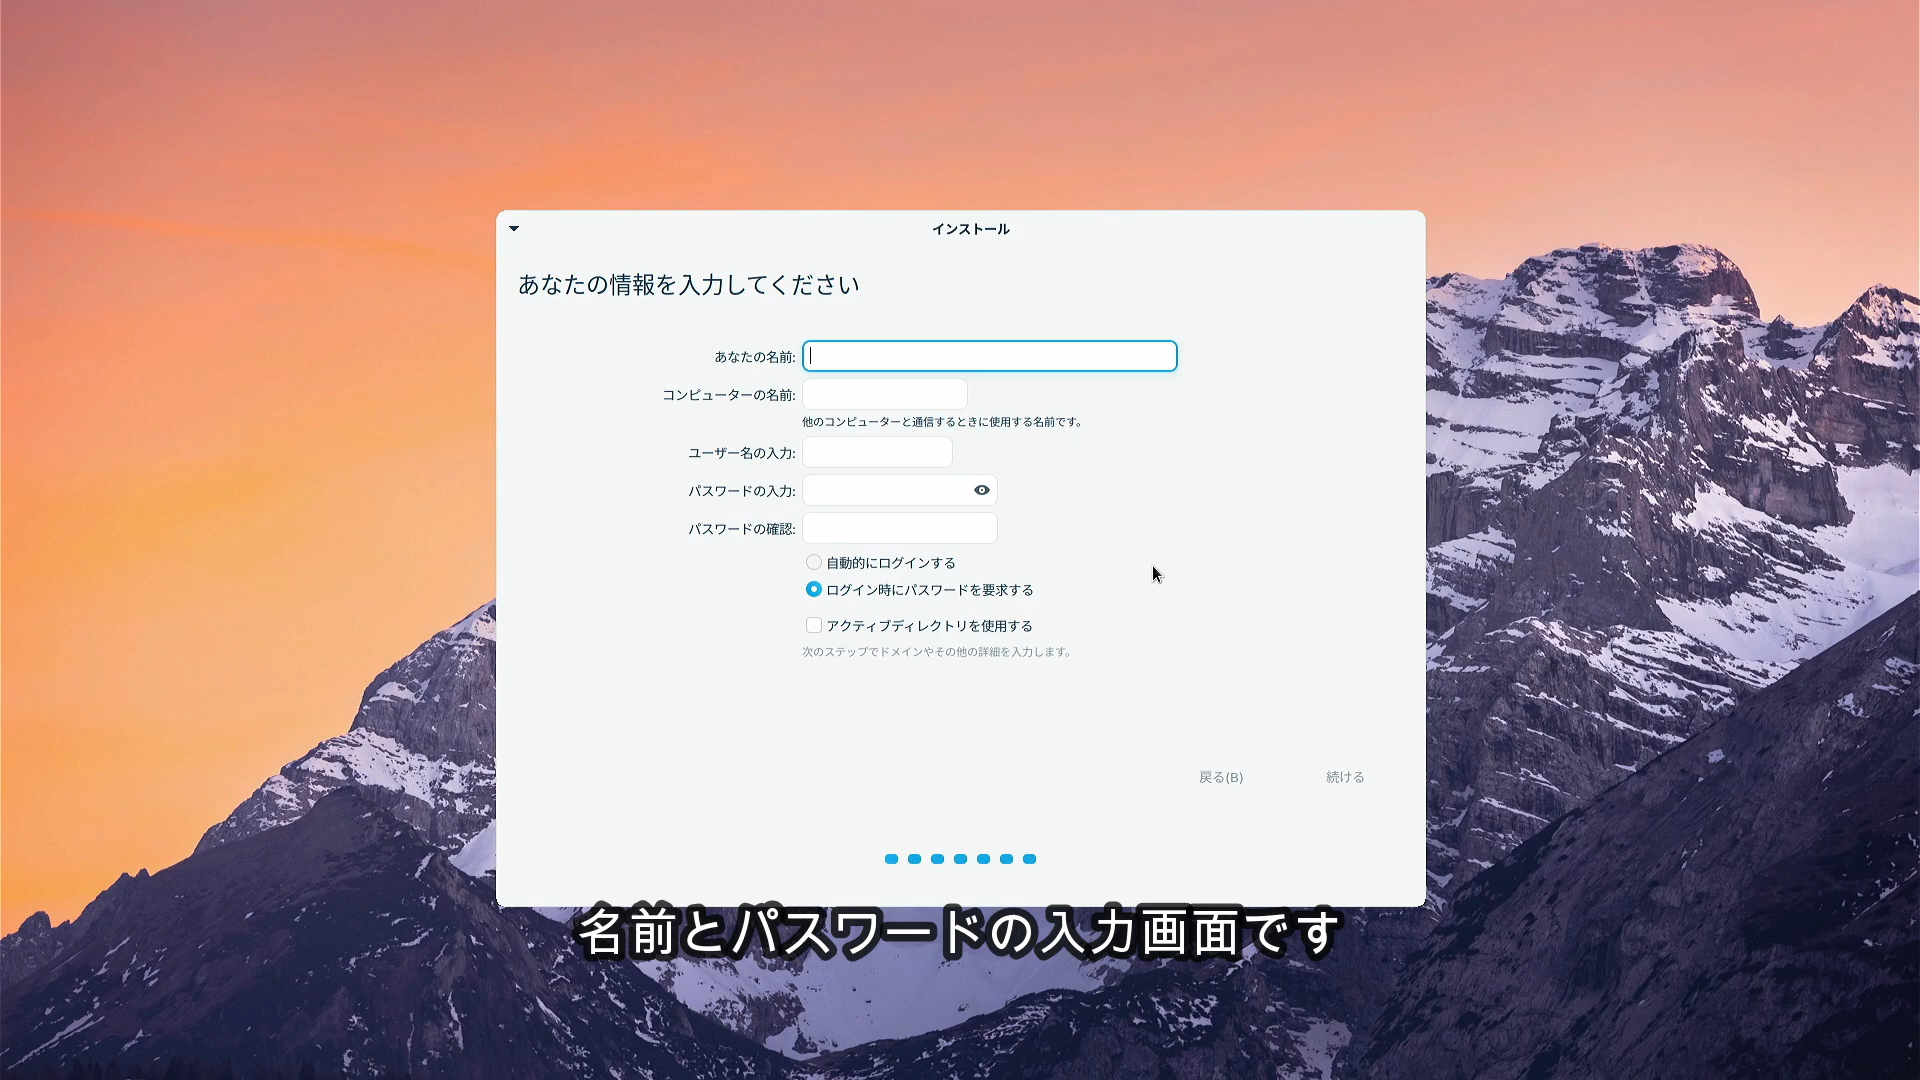 インストール
あなたの情報を入力してください
あなたの名前:
コンピューターの名前:
他のコンピューターと通信するときに使用する名前です。
ユーザー名の入力:
パスワードの入力:
パスワードの確認:
自動的にログインする
ログイン時にパスワードを要求する
アクティブディレクトリを使用する
次のステップでドメインやその他の詳細を入力します。
戻る(B)
続ける
名前とパスワードの入力画面です